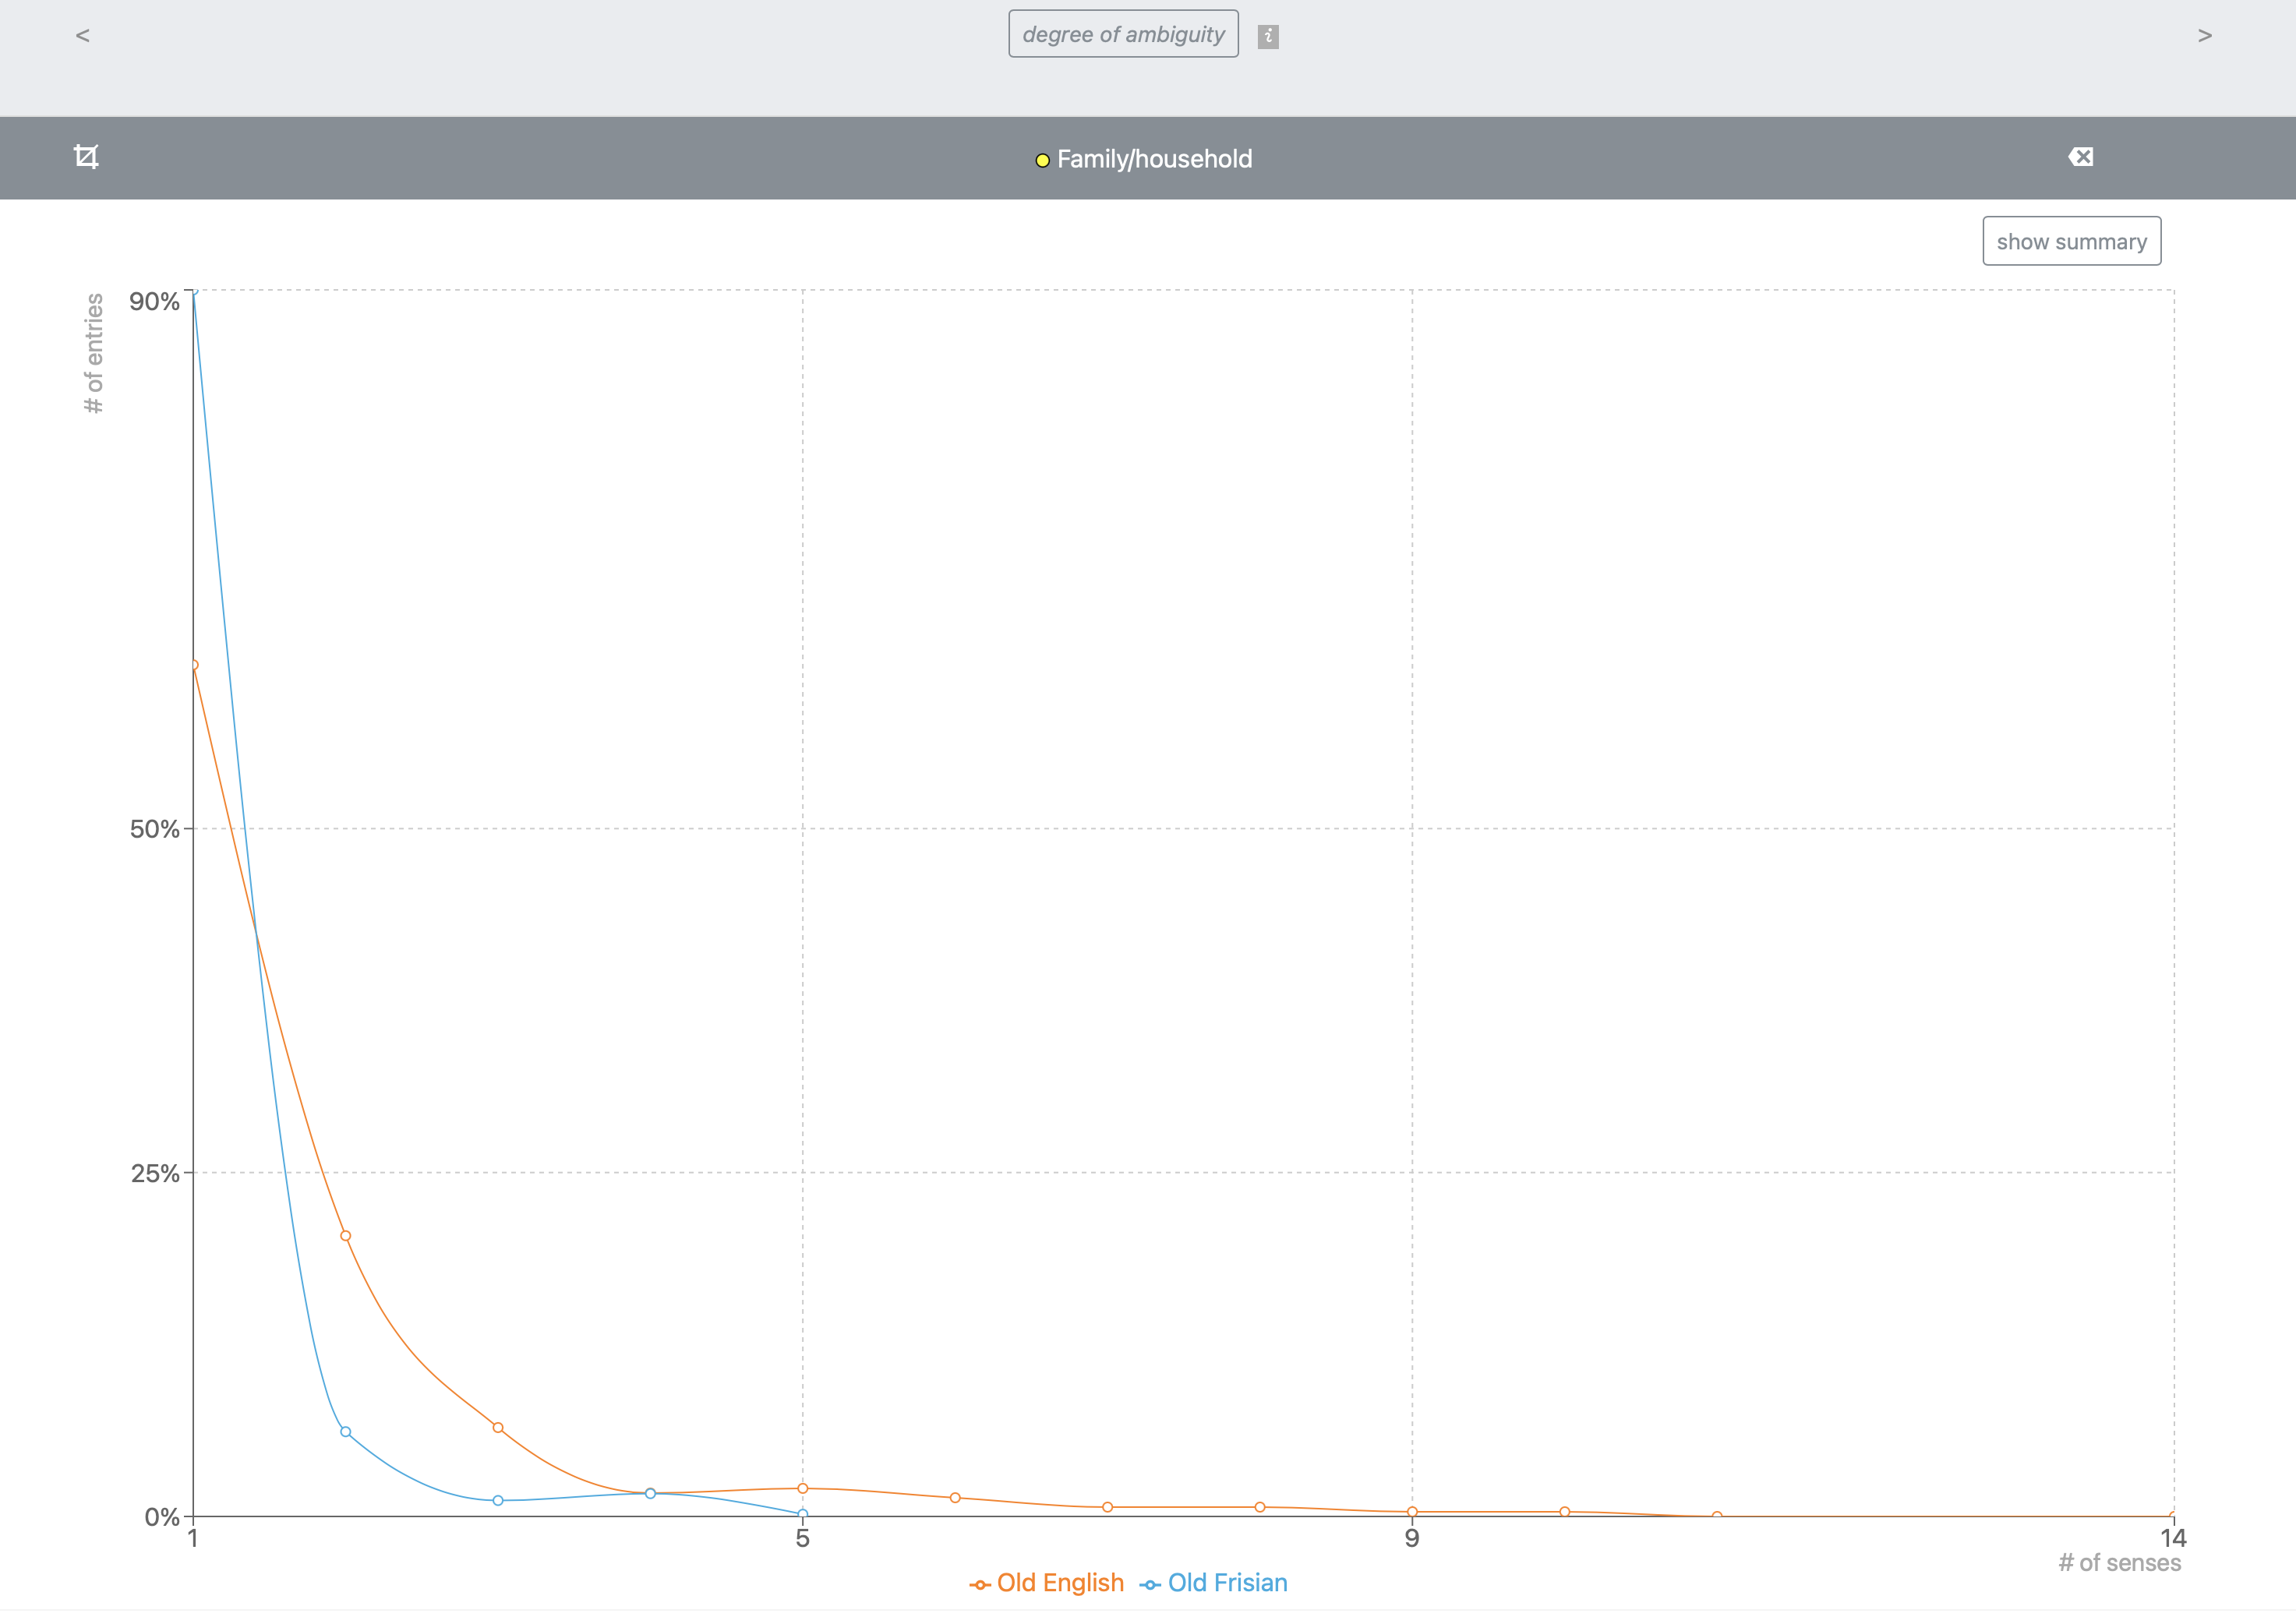 <
degree of ambiguity
i
>
Family/household
show summary
# of entries
90%
50%
25%
0%
1
5
9
14
# of senses
Old English
Old Frisian